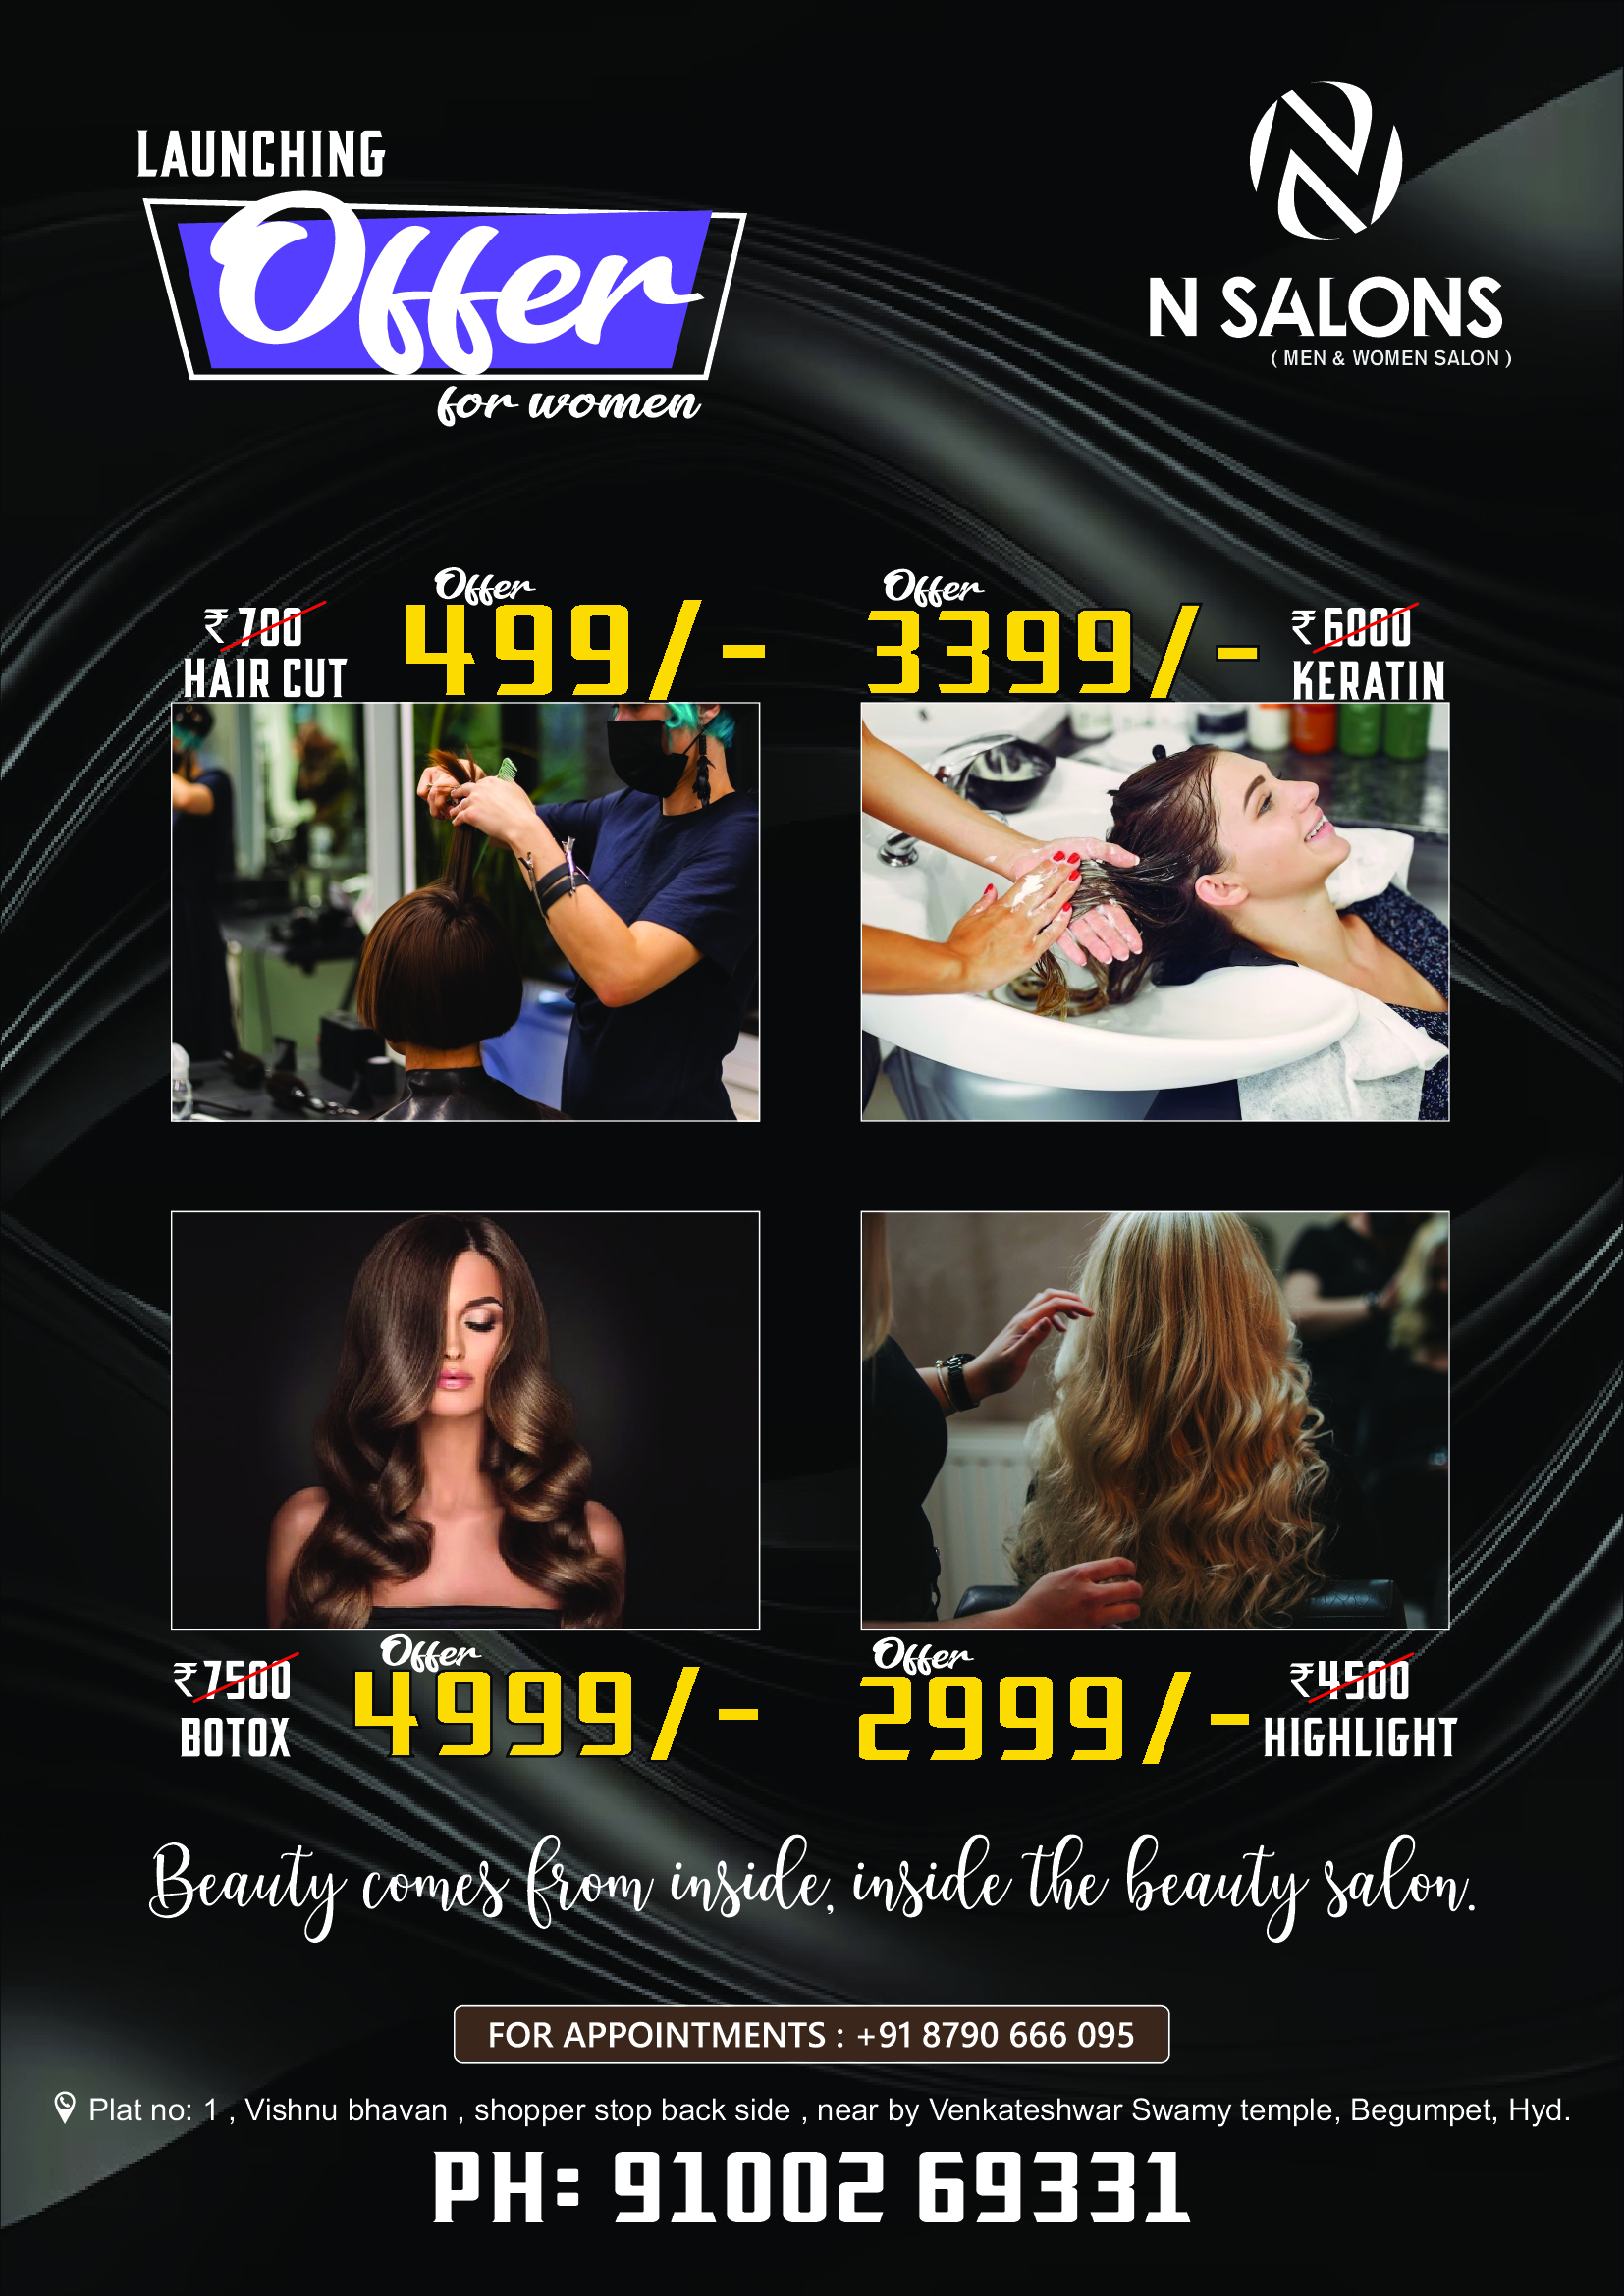 LAUNCHING
Offer
for women
N SALONS
( MEN & WOMEN SALON )
₹ 700
HAIR CUT
Offer
499/-
Offer
3399/-
₹ 6000
KERATIN
₹ 7500
BOTOX
Offer
4999/-
Offer
2999/-
₹ 4500
HIGHLIGHT
Beauty comes from inside, inside the beauty salon.
FOR APPOINTMENTS : +91 8790 666 095
Plat no: 1 , Vishnu bhavan , shopper stop back side , near by Venkateshwar Swamy temple, Begumpet, Hyd.
PH: 91002 69331